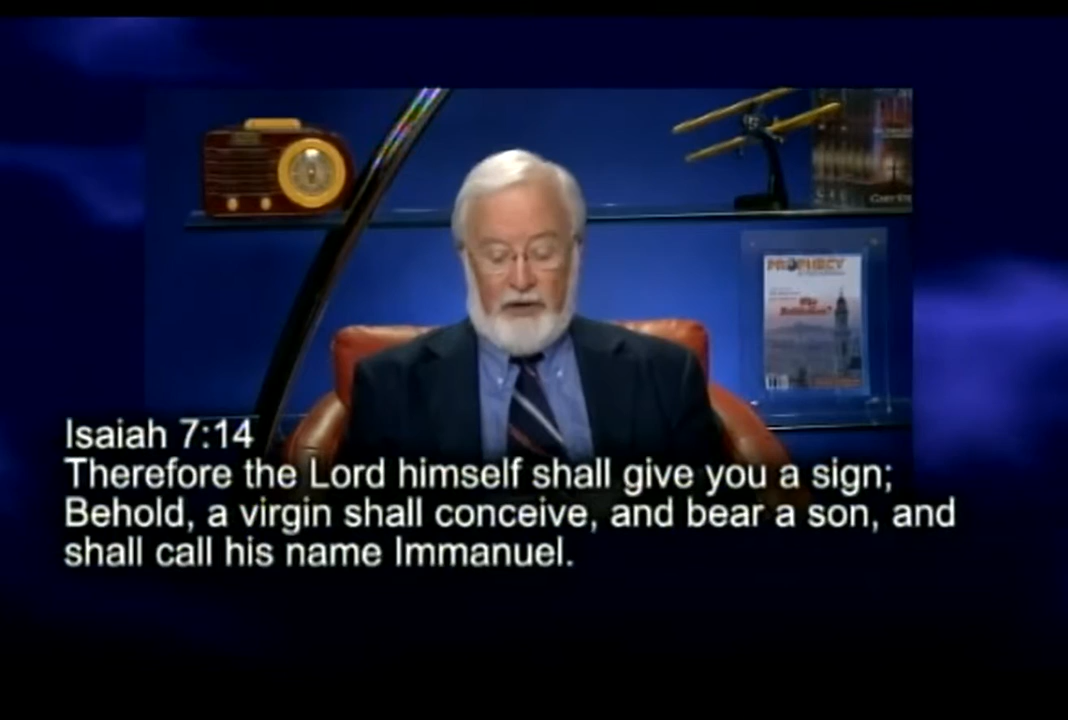 PROPHECY
Isaiah 7:14
Therefore the Lord himself shall give you a sign;
Behold, a virgin shall conceive, and bear a son, and
shall call his name Immanuel.